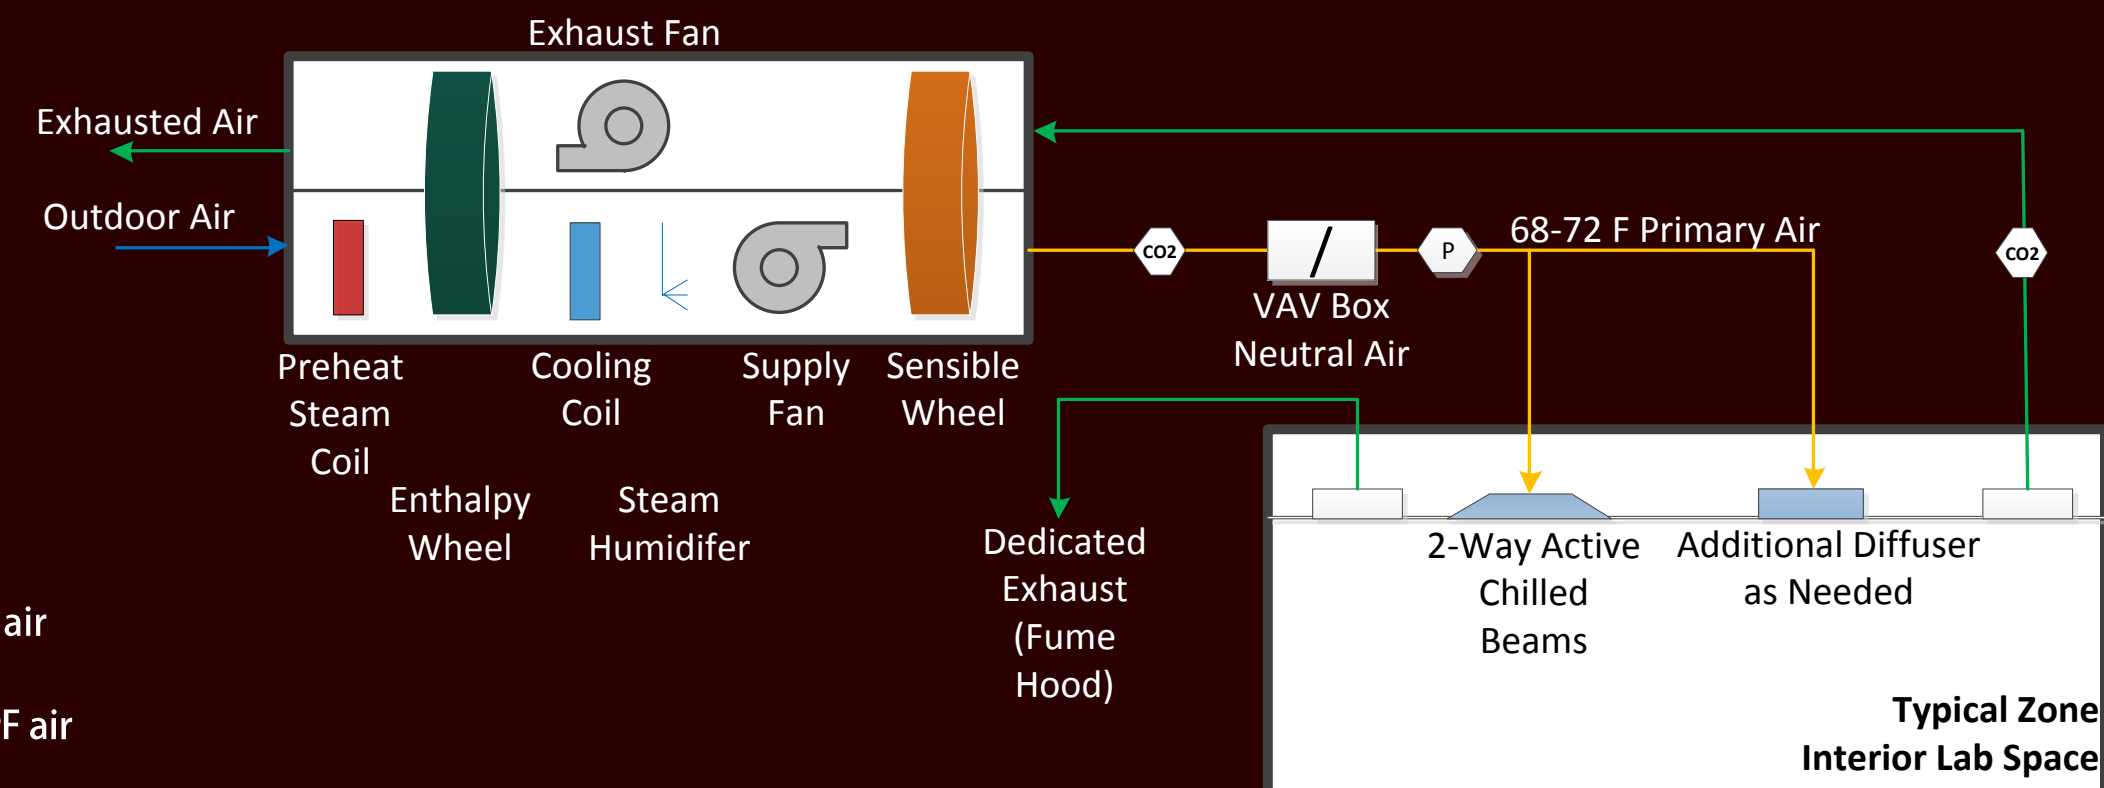 Exhaust Fan
Exhausted Air
Outdoor Air
68-72 F Primary Air
CO2
P
CO2
VAV Box
Neutral Air
Preheat
Steam
Coil
Cooling
Coil
Supply
Fan
Sensible
Wheel
Enthalpy
Wheel
Steam
Humidifer
Dedicated
Exhaust
(Fume
Hood)
2-Way Active
Chilled
Beams
Additional Diffuser
as Needed
air
F air
Typical Zone
Interior Lab Space